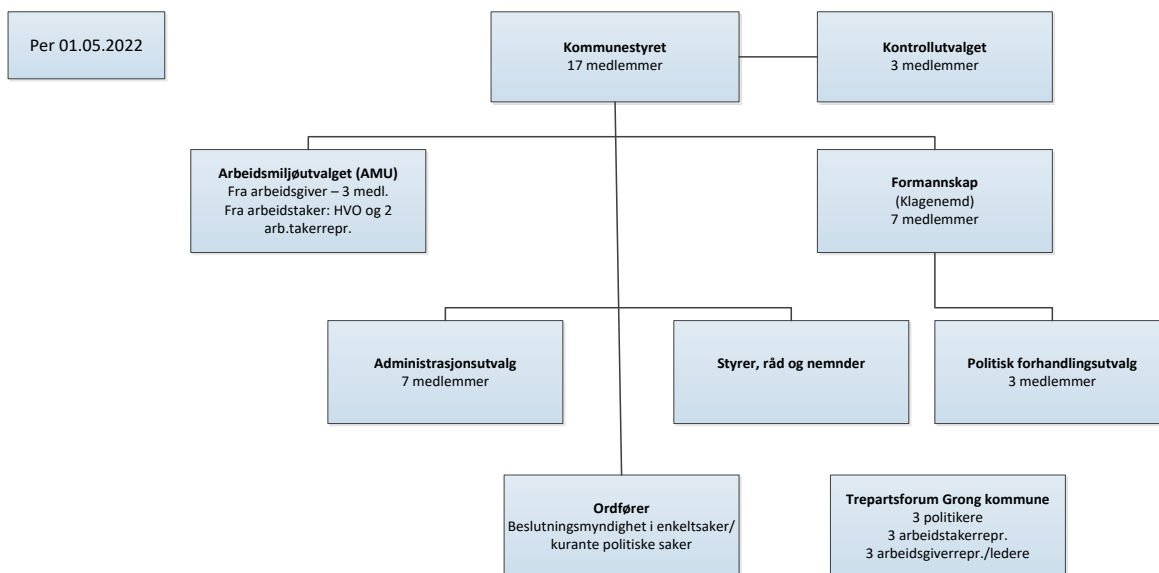 Per 01.05.2022
Kommunestyret
17 medlemmer
Kontrollutvalget
3 medlemmer
Arbeidsmiljøutvalget (AMU)
Fra arbeidsgiver – 3 medl.
Fra arbeidstaker: HVO og 2
arb.takerrepr.
Formannskap
(Klagenemd)
7 medlemmer
Administrasjonsutvalg
7 medlemmer
Styrer, råd og nemnder
Politisk forhandlingsutvalg
3 medlemmer
Ordfører
Beslutningsmyndighet i enkeltsaker/
kurante politiske saker
Trepartsforum Grong kommune
3 politikere
3 arbeidstakerrepr.
3 arbeidsgiverrepr./ledere